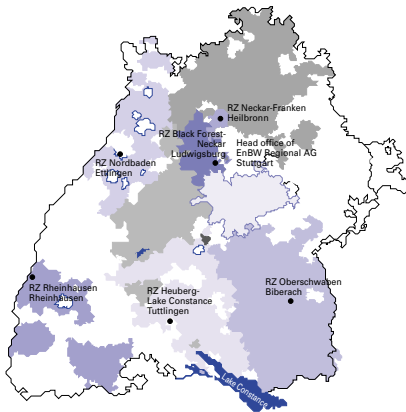 RZ Neckar-Franken
Heilbronn
RZ Black Forest-
Neckar
Ludwigsburg
Head office of
EnBW Regional AG
Stuttgart
RZ Nordbaden
Ettlingen
RZ Rheinhausen
Rheinhausen
RZ Heuberg-
Lake Constance
Tuttlingen
RZ Oberschwaben
Biberach
Lake Constance